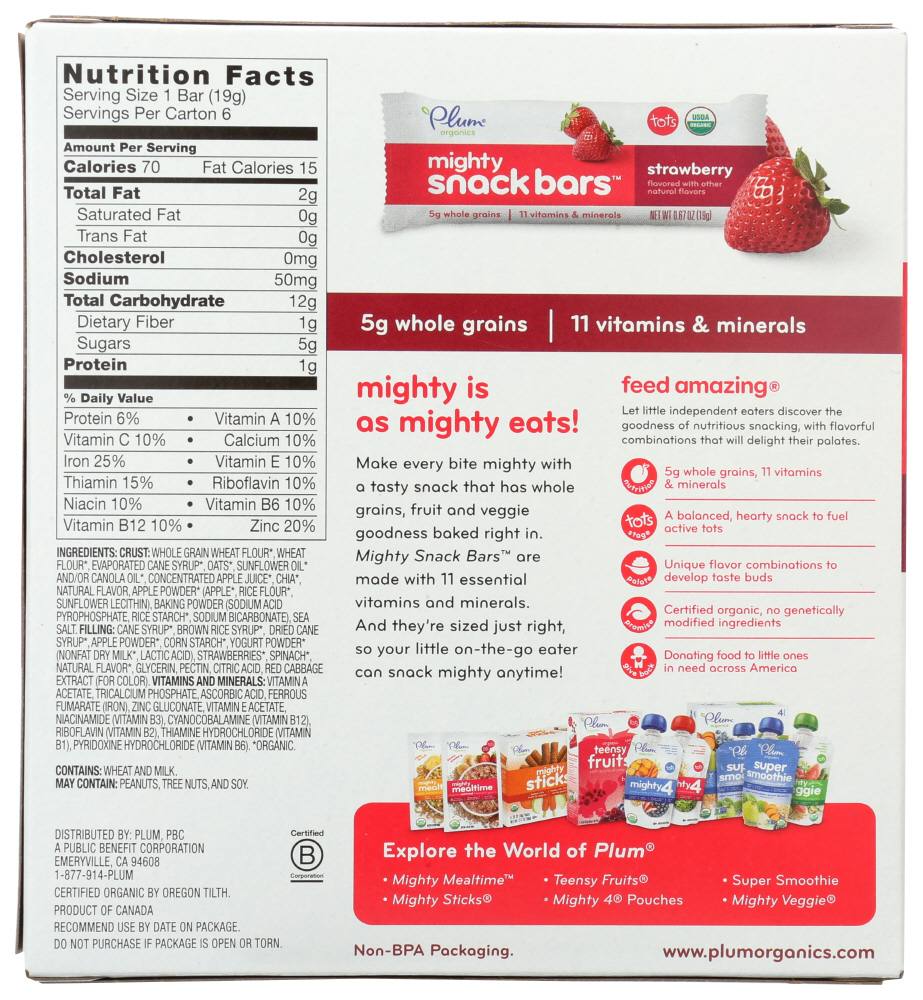 Nutrition Facts
Serving Size 1 Bar (19g)
Servings Per Carton 6
Amount Per Serving
Calories 70 Fat Calories 15
Total Fat 2g
Saturated Fat 0g
Trans Fat 0g
Cholesterol 0mg
Sodium 50mg
Total Carbohydrate 12g
Dietary Fiber 1g
Sugars 5g
Protein 1g
% Daily Value
Protein 6% • Vitamin A 10%
Vitamin C 10% • Calcium 10%
Iron 25% • Vitamin E 10%
Thiamin 15% • Riboflavin 10%
Niacin 10% • Vitamin B6 10%
Vitamin B12 10% • Zinc 20%
INGREDIENTS: CRUST: WHOLE GRAIN WHEAT FLOUR*, WHEAT
FLOUR*, EVAPORATED CANE SYRUP*, OATS*, SUNFLOWER OIL*
AND/OR CANOLA OIL*, CONCENTRATED APPLE JUICE*, CHIA*,
NATURAL FLAVOR, APPLE POWDER* (APPLE*, RICE FLOUR*,
SUNFLOWER LECITHIN), BAKING POWDER (SODIUM ACID
PYROPHOSPHATE, RICE STARCH*, SODIUM BICARBONATE), SEA
SALT. FILLING: CANE SYRUP*, BROWN RICE SYRUP*, DRIED CANE
SYRUP*, APPLE POWDER*, CORN STARCH*, YOGURT POWDER*
(NONFAT DRY MILK*, LACTIC ACID), STRAWBERRIES*, SPINACH*,
NATURAL FLAVOR*, GLYCERIN, PECTIN, CITRIC ACID, RED CABBAGE
EXTRACT (FOR COLOR). VITAMINS AND MINERALS: VITAMIN A
ACETATE, TRICALCIUM PHOSPHATE, ASCORBIC ACID, FERROUS
FUMARATE (IRON), ZINC GLUCONATE, VITAMIN E ACETATE,
NIACINAMIDE (VITAMIN B3), CYANOCOBALAMINE (VITAMIN B12),
RIBOFLAVIN (VITAMIN B2), THIAMINE HYDROCHLORIDE (VITAMIN
B1), PYRIDOXINE HYDROCHLORIDE (VITAMIN B6). *ORGANIC.
CONTAINS: WHEAT AND MILK.
MAY CONTAIN: PEANUTS, TREE NUTS, AND SOY.
DISTRIBUTED BY: PLUM, PBC
A PUBLIC BENEFIT CORPORATION
EMERYVILLE, CA 94608
1-877-914-PLUM
CERTIFIED ORGANIC BY OREGON TILTH.
PRODUCT OF CANADA
RECOMMEND USE BY DATE ON PACKAGE.
DO NOT PURCHASE IF PACKAGE IS OPEN OR TORN.
Certified
B
Corporation
Plum®
organics
tots
USDA
ORGANIC
mighty
snack bars™
strawberry
flavored with other
natural flavors
5g whole grains | 11 vitamins & minerals
NET WT 0.67 OZ (19g)
5g whole grains | 11 vitamins & minerals
mighty is
as mighty eats!
Make every bite mighty with
a tasty snack that has whole
grains, fruit and veggie
goodness baked right in.
Mighty Snack Bars™ are
made with 11 essential
vitamins and minerals.
And they're sized just right,
so your little on-the-go eater
can snack mighty anytime!
feed amazing®
Let little independent eaters discover the
goodness of nutritious snacking, with flavorful
combinations that will delight their palates.
nutrition
5g whole grains, 11 vitamins
& minerals
tots
stage
A balanced, hearty snack to fuel
active tots
palate
Unique flavor combinations to
develop taste buds
promise
Certified organic, no genetically
modified ingredients
give back
Donating food to little ones
in need across America
Plum
mighty
mealt
Plum
mighty
mealtime
Plum
mighty
sticks
Plum
organic
teensy
fruits
Plum
mighty4
tots
hty4
Plum
4
Pl
sup
smoo
Plum
super
smoothie
ggie
Explore the World of Plum®
• Mighty Mealtime™
• Mighty Sticks®
• Teensy Fruits®
• Mighty 4® Pouches
• Super Smoothie
• Mighty Veggie®
Non-BPA Packaging.
www.plumorganics.com